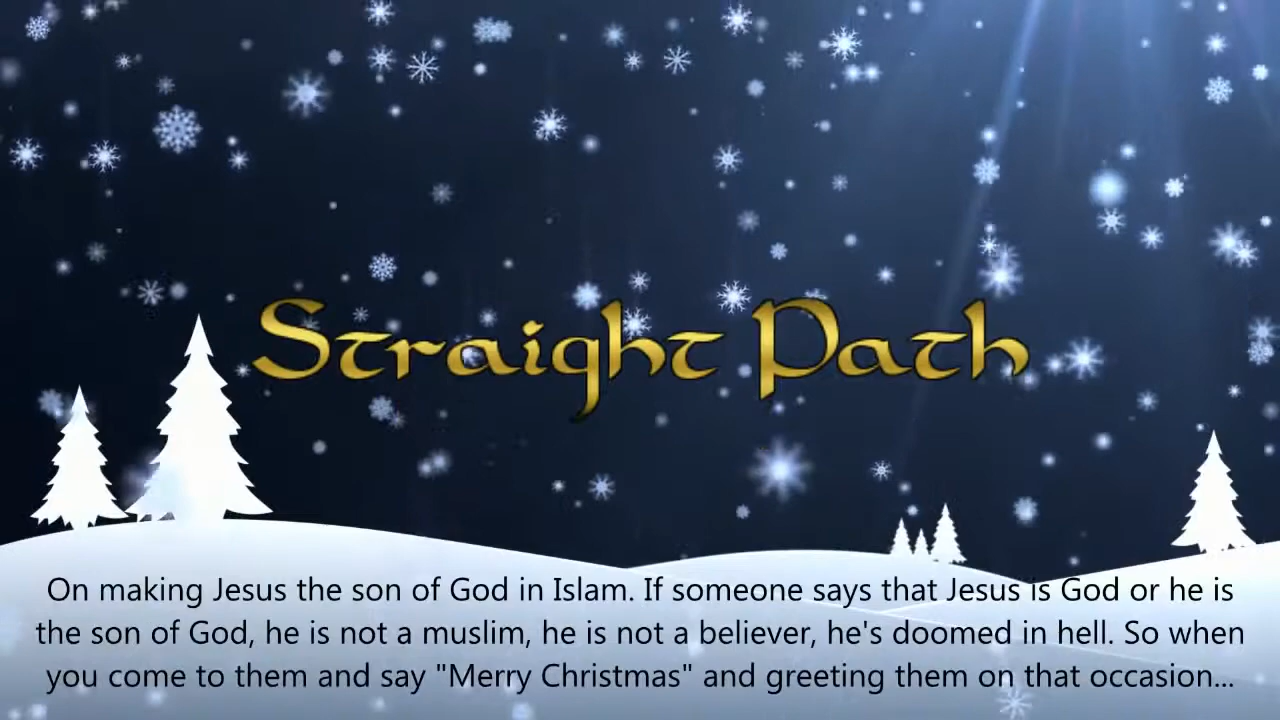 Straight Path
On making Jesus the son of God in Islam. If someone says that Jesus is God or he is
the son of God, he is not a muslim, he is not a believer, he's doomed in hell. So when
you come to them and say "Merry Christmas" and greeting them on that occasion...